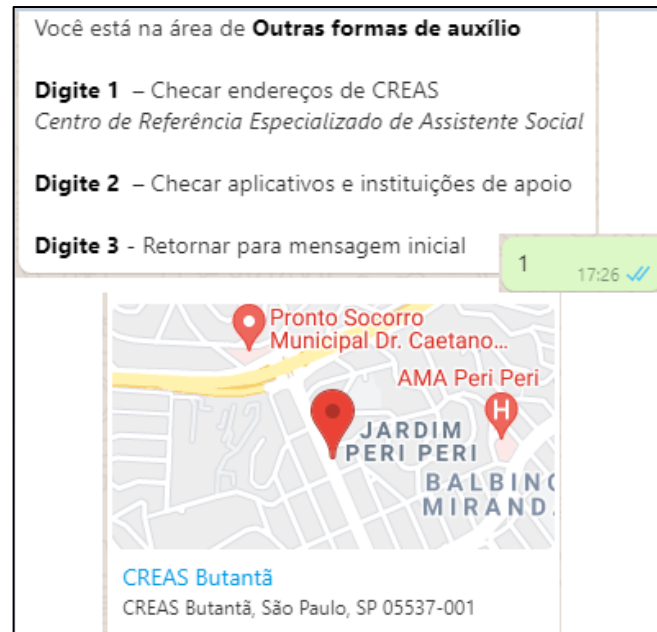 Você está na área de Outras formas de auxílio
Digite 1 – Checar endereços de CREAS
Centro de Referência Especializado de Assistente Social
Digite 2 – Checar aplicativos e instituições de apoio
Digite 3 - Retornar para mensagem inicial
1
17:26
Pronto Socorro
Municipal Dr. Caetano...
AMA Peri Peri
H
JARDIM
PERI PERI
BALBINO
MIRAND
CREAS Butantã
CREAS Butantã, São Paulo, SP 05537-001